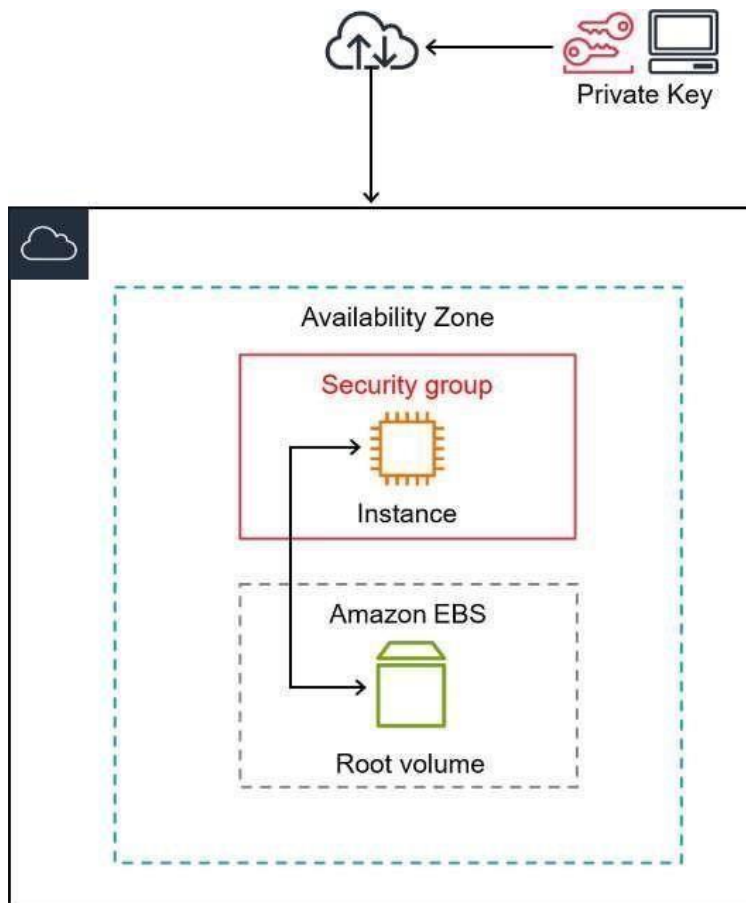 Private Key
Availability Zone
Security group
Instance
Amazon EBS
Root volume